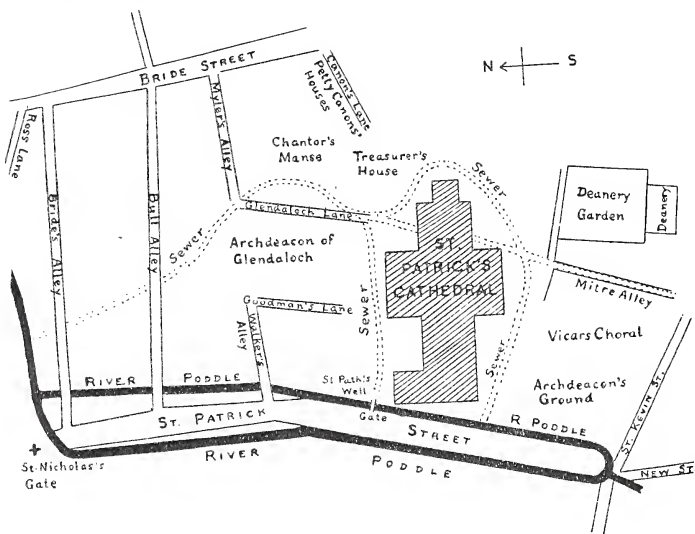 BRIDE STREET
N
S
Canon's Lane
Petty Canons'
Houses
Ross Lane
Myler's Alley
Chantor's
Manse
Treasurer's
House
Sewer
Deanery
Garden
Deanery
Bride's Alley
Bull Alley
Sewer
Glendaloch Lane
Archdeacon of
Glendaloch
ST.
PATRICK'S
CATHEDRAL
Mitre Alley
Goodman's Lane
Walker's
Alley
Sewer
Vicars Choral
Sewer
St Path's
Well
Gate
Archdeacon's
Ground
St. Kevin St.
RIVER PODDLE
R PODDLE
ST. PATRICK
STREET
RIVER
PODDLE
NEW ST
St. Nicholas's
Gate